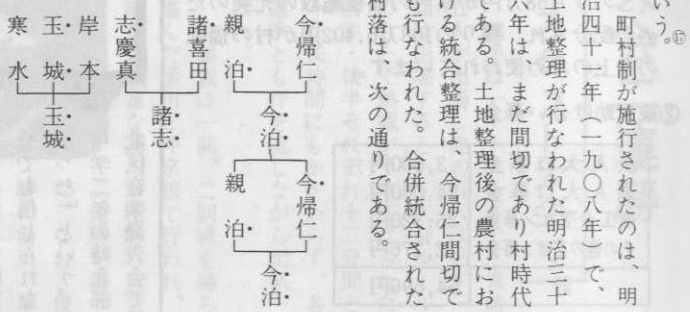 いう。⑰
町村制が施行されたのは、明
治四十一年（一九〇八年）で、
土地整理が行なわれた明治三十
六年は、まだ間切であり村時代
である。土地整理後の農村にお
ける統合整理は、今帰仁間切で
も行なわれた。合併統合された
村落は、次の通りである。
今帰仁
親泊
今泊
今帰仁
親泊
今泊
諸喜田
志慶真
諸志
岸本
玉城
寒水
玉城